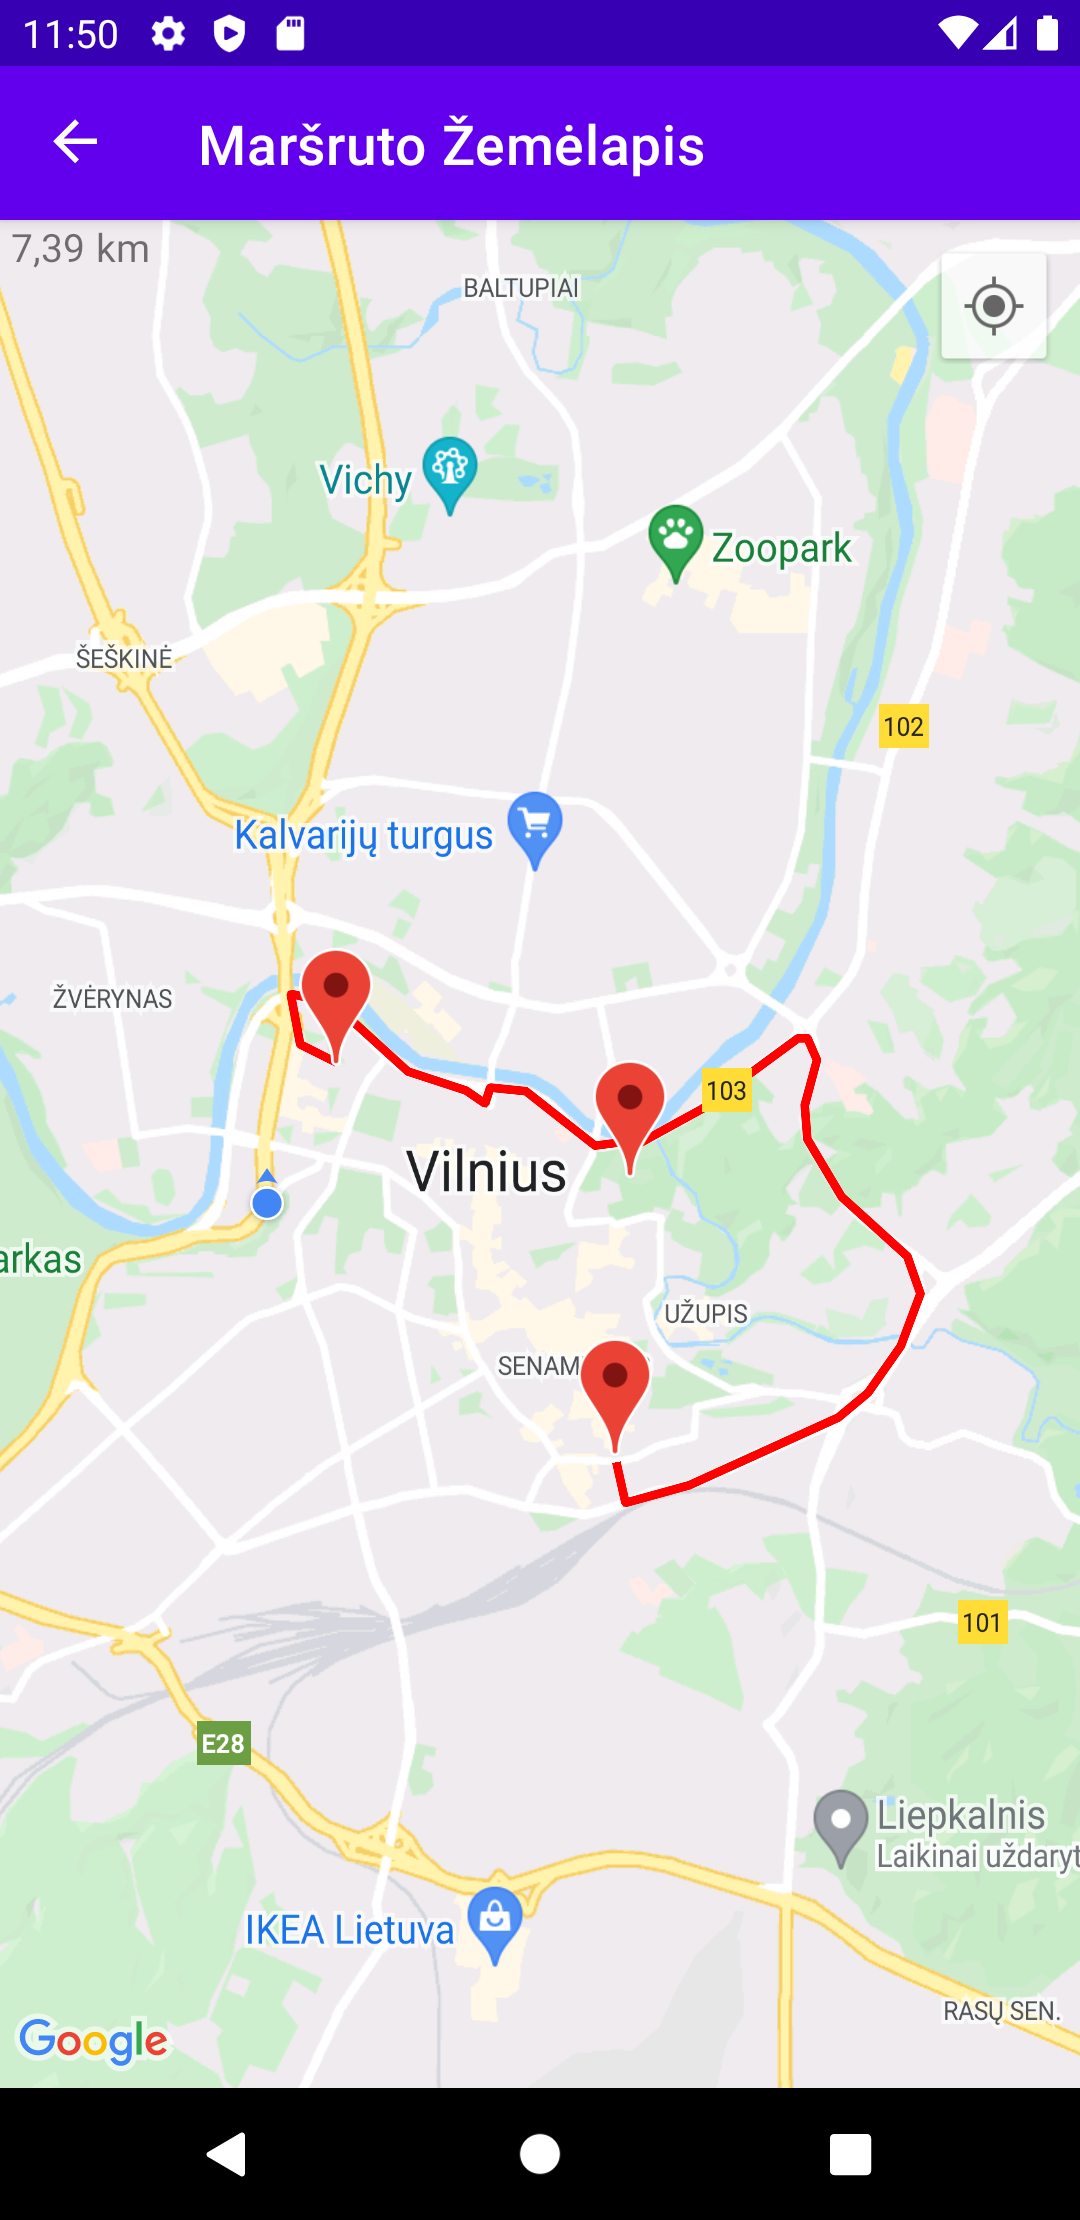 11:50
Maršruto Žemėlapis
7,39 km
BALTUPIAI
Vichy
Zoopark
ŠEŠKINĖ
102
Kalvarijų turgus
ŽVĖRYNAS
103
Vilnius
arkas
UŽUPIS
SENAM
101
E28
Liepkalnis
Laikinai uždaryt
IKEA Lietuva
RASŲ SEN.
Google